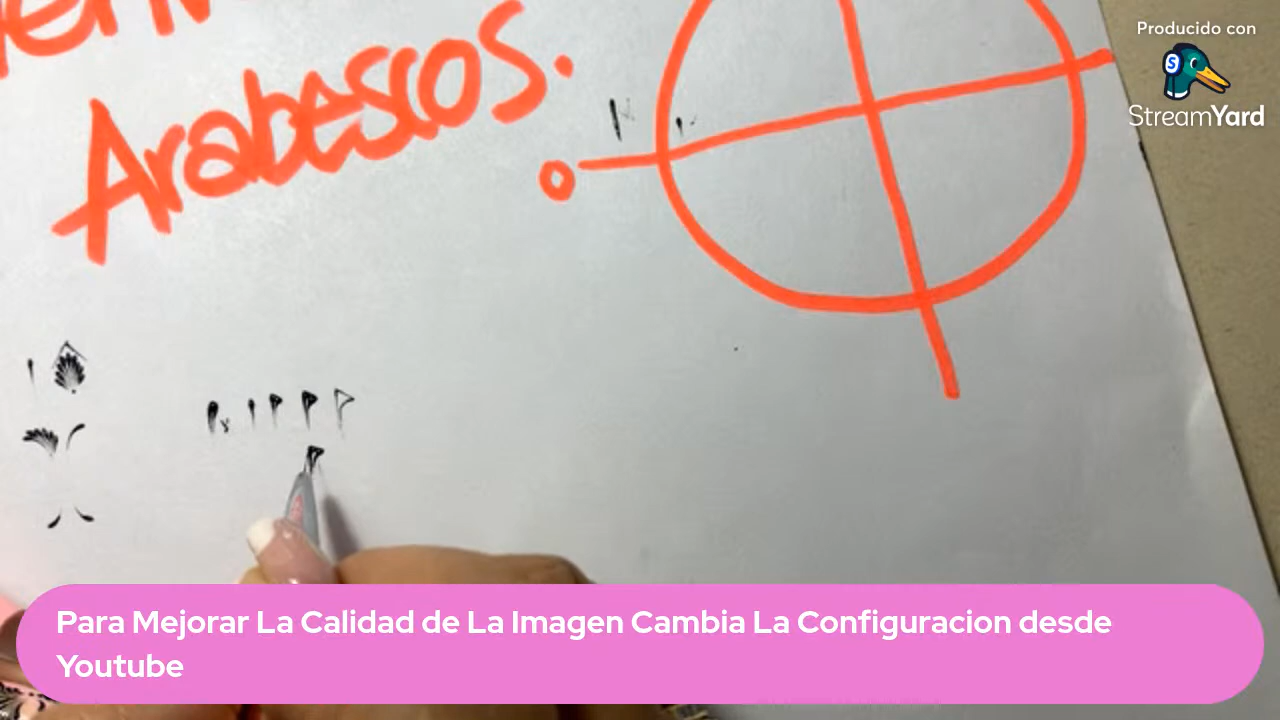 Producido con
StreamYard
Arabescos.
Para Mejorar La Calidad de La Imagen Cambia La Configuracion desde
Youtube